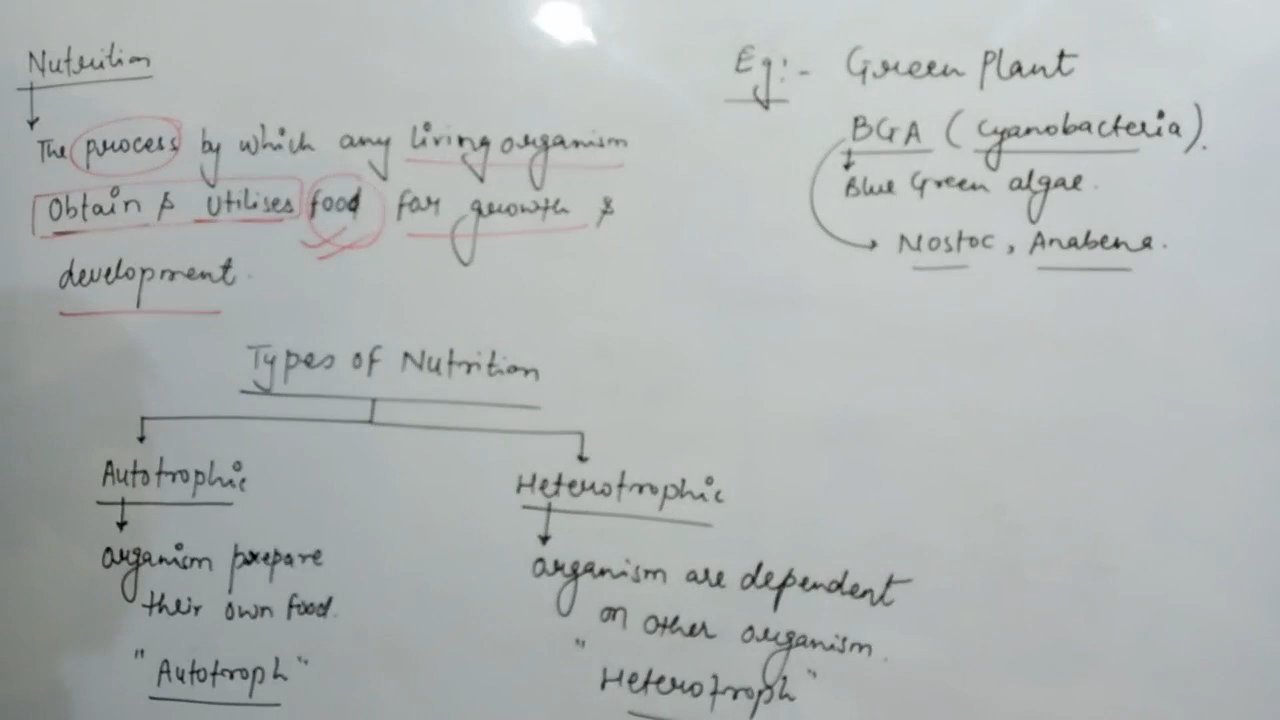 Nutrition
The process by which any living organism
Obtain & Utilises food for growth &
development.
Eg:- Green Plant
BGA (Cyanobacteria).
Blue Green algae.
Nostoc, Anabena.
Types of Nutrition
Autotrophic
organism prepare
their own food.
"Autotroph"
Heterotrophic
organism are dependent
on other organism.
"Heterotroph"